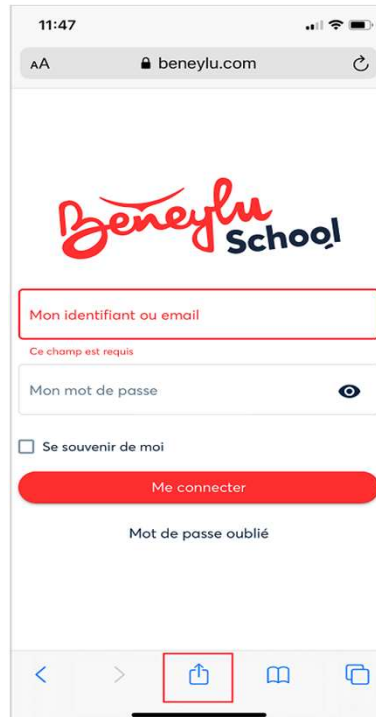 11:47
AA beneylu.com
Beneylu
School
Mon identifiant ou email
Ce champ est requis
Mon mot de passe
Se souvenir de moi
Me connecter
Mot de passe oublié